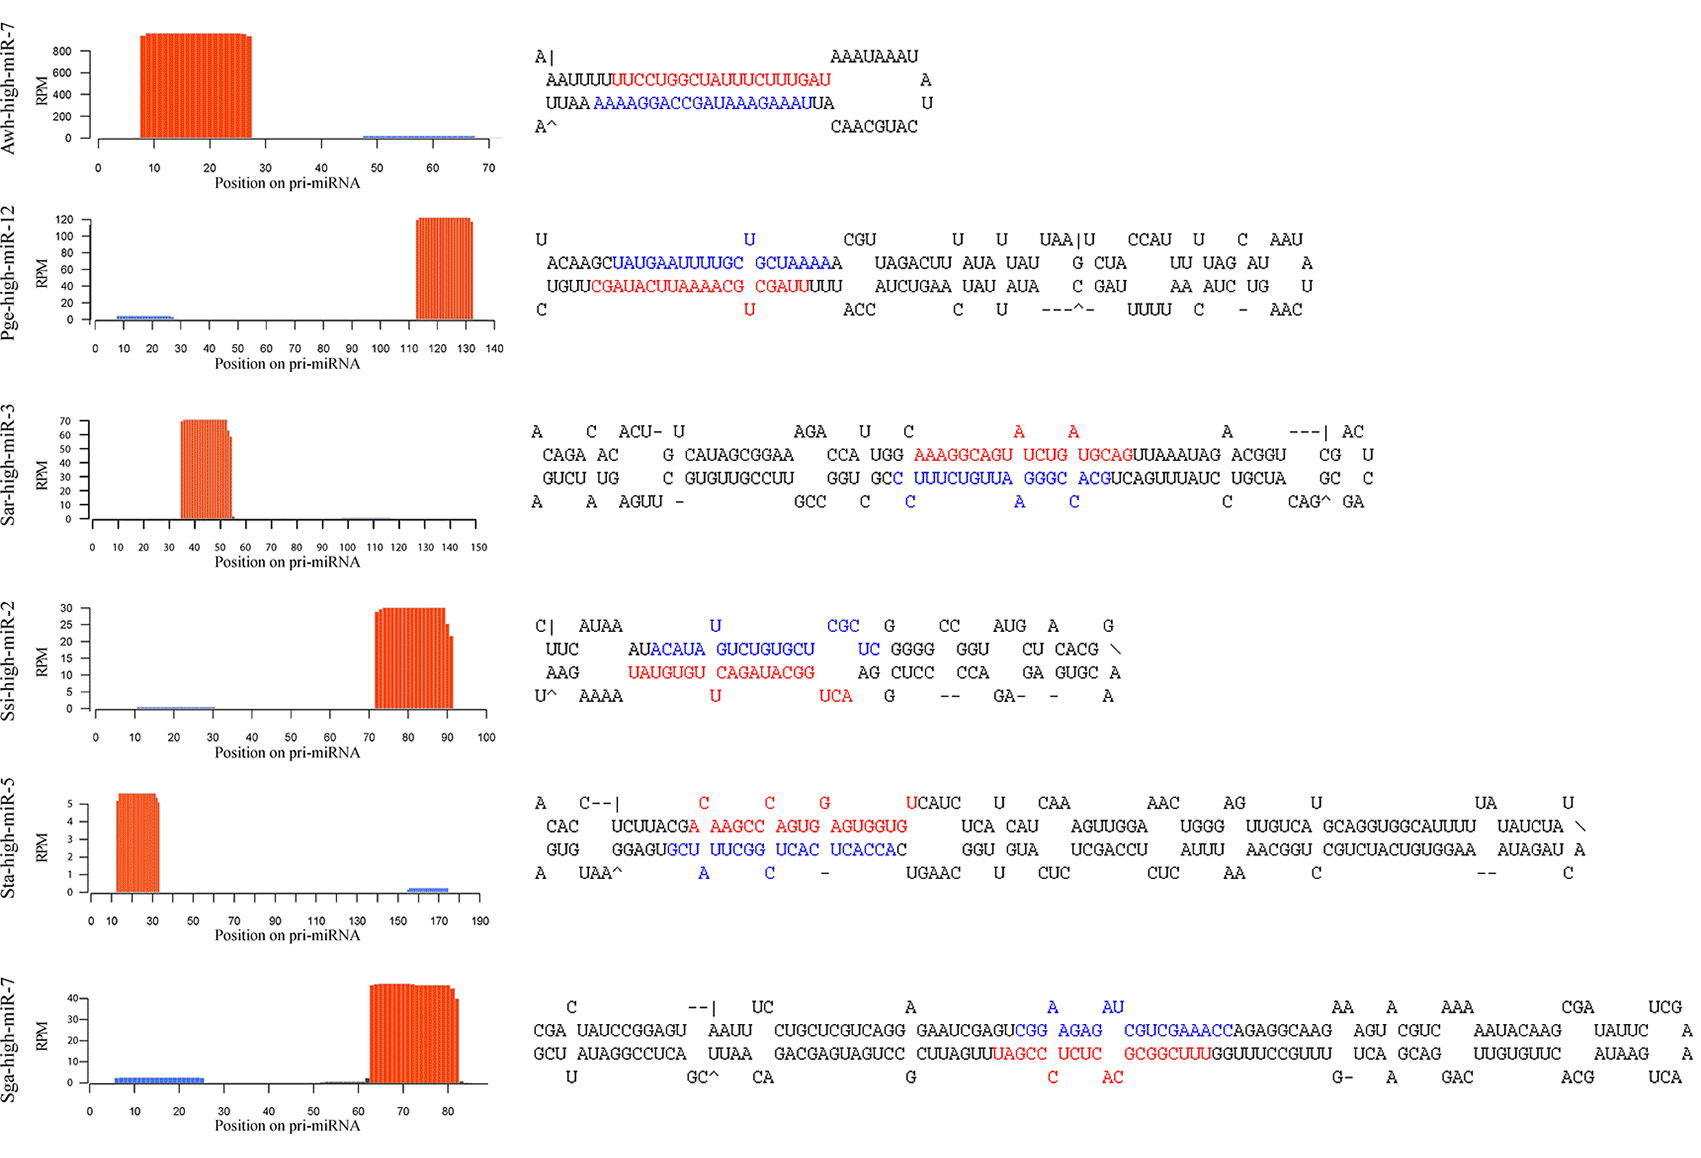 Awh-high-miR-7
RPM
800
600
400
200
0
0 10 20 30 40 50 60 70
Position on pri-miRNA
A| AAAUAAAU
AAUUUUUUCCUGGCUAUUUCUUUGAU A
UUAA AAAAGGACCGAUAAAGAAAUUA U
A^ CAACGUAC
Pge-high-miR-12
RPM
120
100
80
60
40
20
0
0 10 20 30 40 50 60 70 80 90 100 110 120 130 140
Position on pri-miRNA
U U CGU U U UAA|U CCAU U C AAU
ACAAGCUAUGAAUUUUGC GCUAAAAA UAGACUU AUA UAU G CUA UU UAG AU A
UGUUCGAUACUUAAAACG CGAUUUUU AUCUGAA UAU AUA C GAU AA AUC UG U
C U ACC C U ---^- UUUU C - AAC
Sar-high-miR-3
RPM
70
60
50
40
30
20
10
0
0 10 20 30 40 50 60 70 80 90 100 110 120 130 140 150
Position on pri-miRNA
A C ACU- U AGA U C A A A ---| AC
CAGA AC G CAUAGCGGAA CCA UGG AAAGGCAGU UCUG UGCAGUUAAAUAG ACGGU CG U
GUCU UG C GUGUUGCCUU GGU GCC UUUCUGUUA GGGC ACGUCAGUUUAUC UGCUA GC C
A A AGUU - GCC C C A C C CAG^ GA
Ssi-high-miR-2
RPM
30
25
20
15
10
5
0
0 10 20 30 40 50 60 70 80 90 100
Position on pri-miRNA
C| AUAA U CGC G CC AUG A G
UUC AUACAUA GUCUGUGCU UC GGGG GGU CU CACG \
AAG UAUGUGU CAGAUACGG AG CUCC CCA GA GUGC A
U^ AAAA U UCA G -- GA- - A
Sta-high-miR-5
RPM
5
4
3
2
1
0
0 10 30 50 70 90 110 130 150 170 190
Position on pri-miRNA
A C--| C C G UCAUC U CAA AAC AG U UA U
CAC UCUUACGA AAGCC AGUG AGUGGUG UCA CAU AGUUGGA UGGG UUGUCA GCAGGUGGCAUUUU UAUCUA \
GUG GGAGUGCU UUCGG UCAC UCACCAC GGU GUA UCGACCU AUUU AACGGU CGUCUACUGUGGAA AUAGAU A
A UAA^ A C - UGAAC U CUC CUC AA C -- C
Sga-high-miR-7
RPM
40
30
20
10
0
0 10 20 30 40 50 60 70 80
Position on pri-miRNA
C --| UC A A AU AA A AAA CGA UCG
CGA UAUCCGGAGU AAUU CUGCUCGUCAGG GAAUCGAGUCGG AGAG CGUCGAAACCAGAGGCAAG AGU CGUC AAUACAAG UAUUC A
GCU AUAGGCCUCA UUAA GACGAGUAGUCC CUUAGUUUAGCC UCUC GCGGCUUUGGUUUCCGUUU UCA GCAG UUGUGUUC AUAAG A
U GC^ CA G C AC G- A GAC ACG UCA